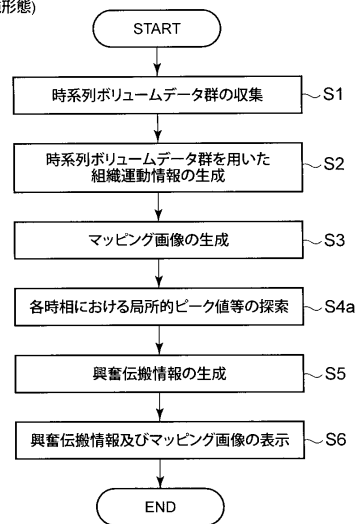 形態)
START
時系列ボリュームデータ群の収集
S1
時系列ボリュームデータ群を用いた
組織運動情報の生成
S2
マッピング画像の生成
S3
各時相における局所的ピーク値等の探索
S4a
興奮伝搬情報の生成
S5
興奮伝搬情報及びマッピング画像の表示
S6
END